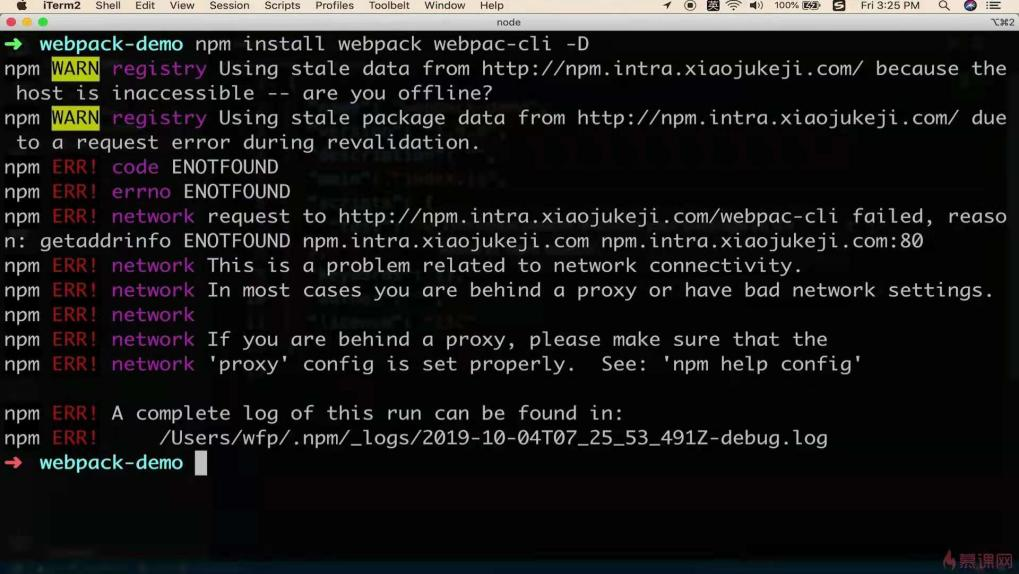 iTerm2 Shell Edit View Session Scripts Profiles Toolbelt Window Help 100% 英 S Fri 3:25 PM
node ⌥⌘2
➜ webpack-demo npm install webpack webpac-cli -D
npm WARN registry Using stale data from http://npm.intra.xiaojukeji.com/ because the
host is inaccessible -- are you offline?
npm WARN registry Using stale package data from http://npm.intra.xiaojukeji.com/ due
to a request error during revalidation.
npm ERR! code ENOTFOUND
npm ERR! errno ENOTFOUND
npm ERR! network request to http://npm.intra.xiaojukeji.com/webpac-cli failed, reaso
n: getaddrinfo ENOTFOUND npm.intra.xiaojukeji.com npm.intra.xiaojukeji.com:80
npm ERR! network This is a problem related to network connectivity.
npm ERR! network In most cases you are behind a proxy or have bad network settings.
npm ERR! network
npm ERR! network If you are behind a proxy, please make sure that the
npm ERR! network 'proxy' config is set properly.  See: 'npm help config'
npm ERR! A complete log of this run can be found in:
npm ERR!     /Users/wfp/.npm/_logs/2019-10-04T07_25_53_491Z-debug.log
➜ webpack-demo
慕课网